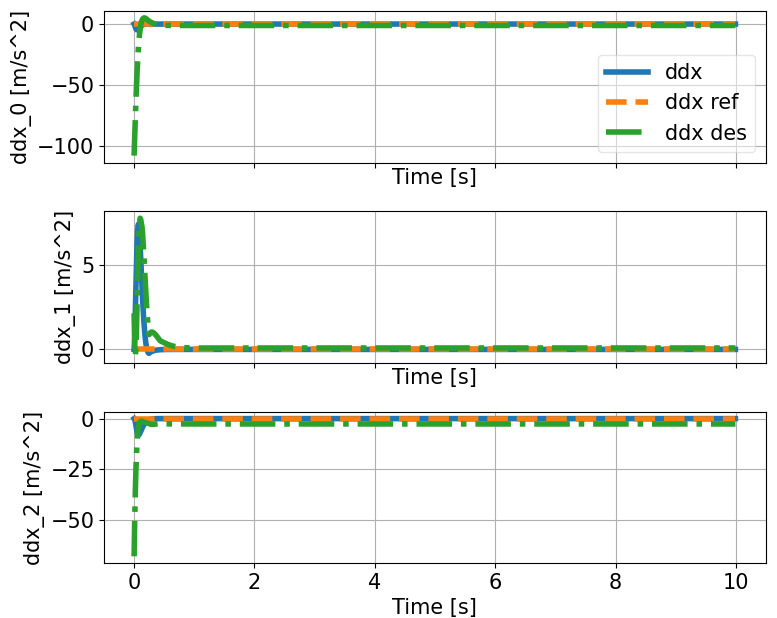 0
−50
−100
ddx_0 [m/s^2]
ddx
ddx ref
ddx des
Time [s]
5
0
ddx_1 [m/s^2]
Time [s]
0
−25
−50
ddx_2 [m/s^2]
0 2 4 6 8 10
Time [s]